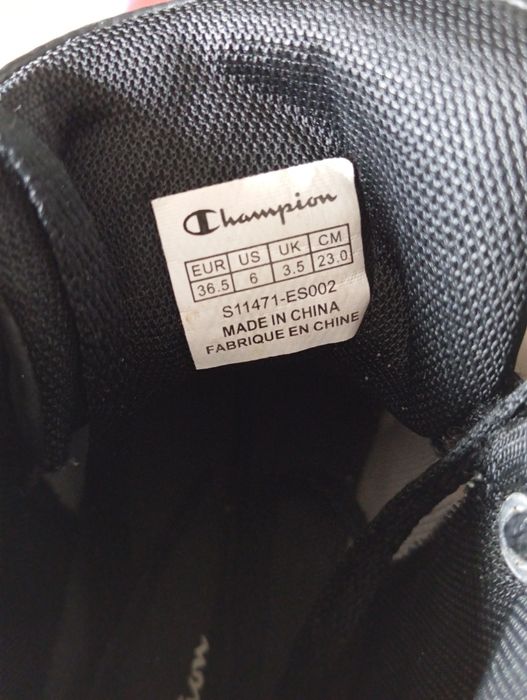 Champion
EUR US UK CM
36.5 6 3.5 23.0
S11471-ES002
MADE IN CHINA
FABRIQUE EN CHINE